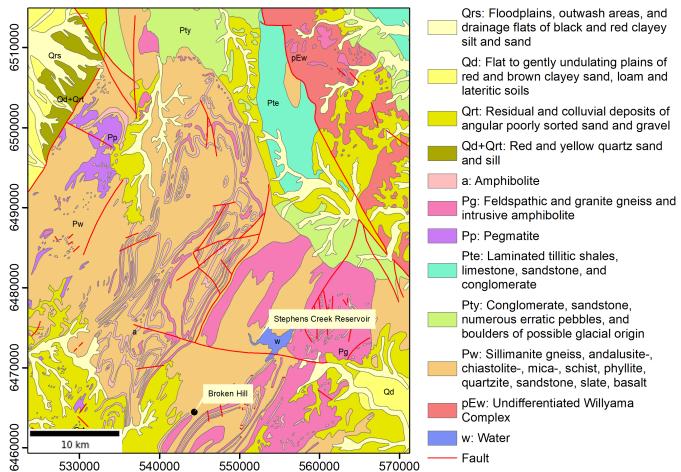 6510000
6500000
6490000
6480000
6470000
6460000
Qrs
Pty
pEw
Qd+Qrt
Pte
Pp
Pw
Stephens Creek Reservoir
a
w
Pg
Broken Hill
Qd
10 km
530000 540000 550000 560000 570000
Qrs: Floodplains, outwash areas, and
drainage flats of black and red clayey
silt and sand
Qd: Flat to gently undulating plains of
red and brown clayey sand, loam and
lateritic soils
Qrt: Residual and colluvial deposits of
angular poorly sorted sand and gravel
Qd+Qrt: Red and yellow quartz sand
and sill
a: Amphibolite
Pg: Feldspathic and granite gneiss and
intrusive amphibolite
Pp: Pegmatite
Pte: Laminated tillitic shales,
limestone, sandstone, and
conglomerate
Pty: Conglomerate, sandstone,
numerous erratic pebbles, and
boulders of possible glacial origin
Pw: Sillimanite gneiss, andalusite-,
chiastolite-, mica-, schist, phyllite,
quartzite, sandstone, slate, basalt
pEw: Undifferentiated Willyama
Complex
w: Water
Fault